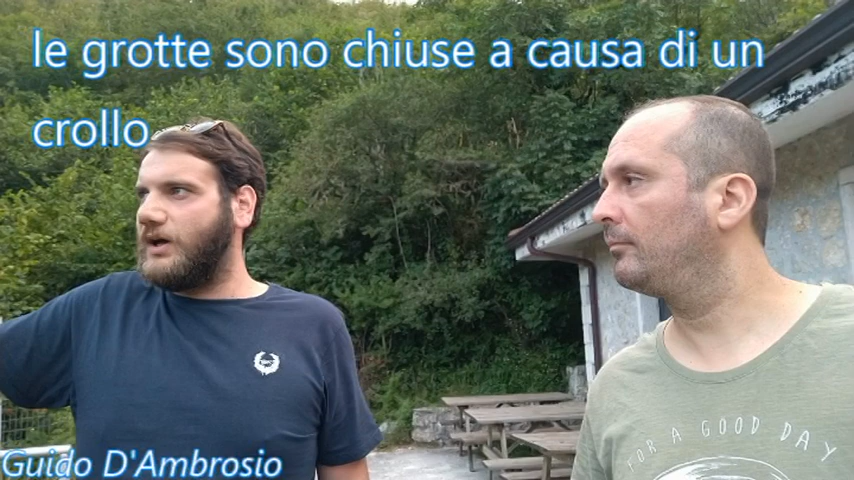 le grotte sono chiuse a causa di un
crollo
FOR A GOOD DAY
Guido D'Ambrosio